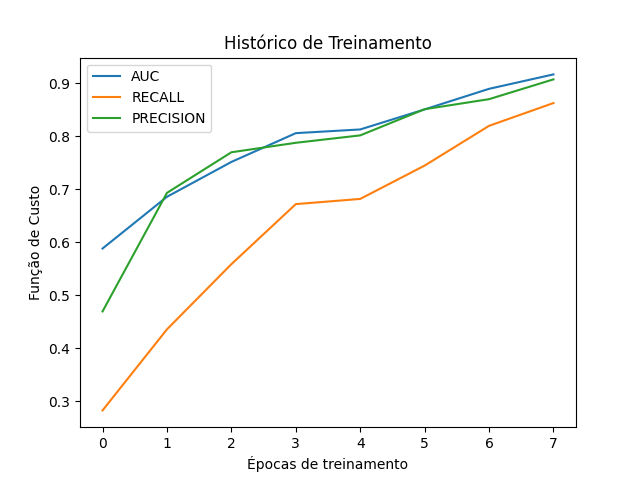 Histórico de Treinamento
AUC
RECALL
PRECISION
Função de Custo
0.9
0.8
0.7
0.6
0.5
0.4
0.3
0 1 2 3 4 5 6 7
Épocas de treinamento